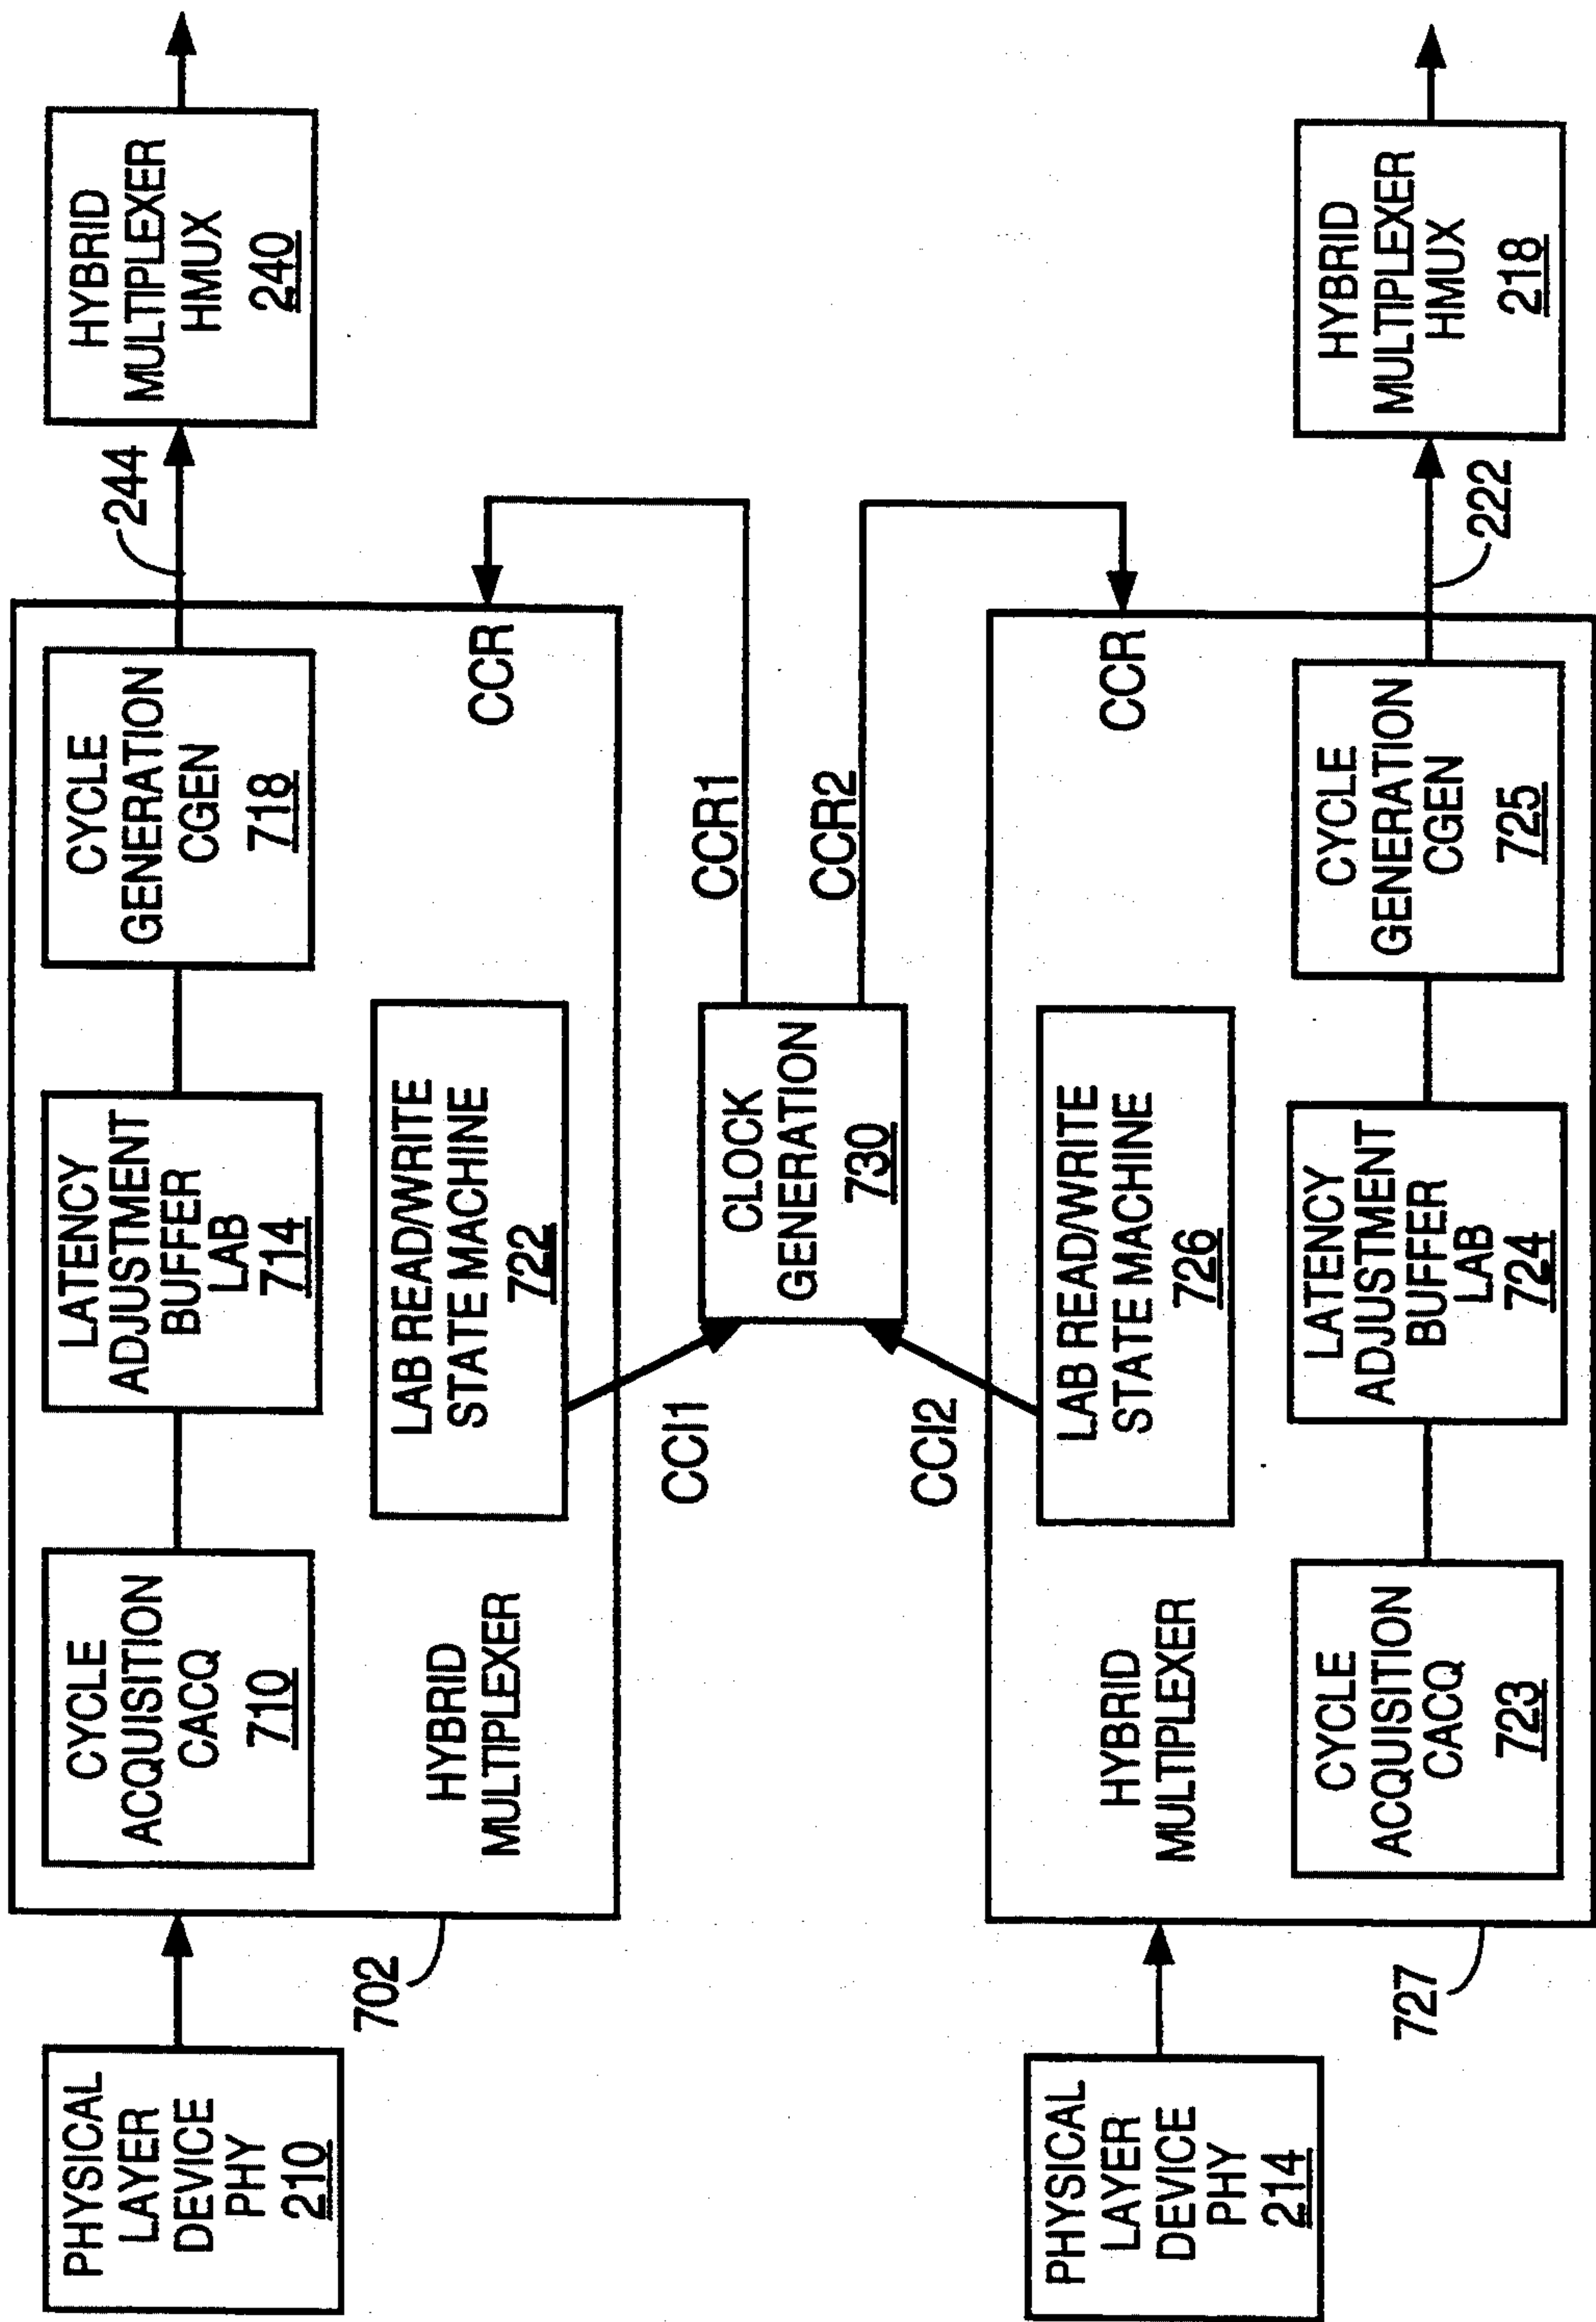 PHYSICAL
LAYER
DEVICE
PHY
210
702
CYCLE
ACQUISITION
CACQ
710
LATENCY
ADJUSTMENT
BUFFER
LAB
714
CYCLE
GENERATION
CGEN
718
244
HYBRID
MULTIPLEXER
HMUX
240
HYBRID
MULTIPLEXER
LAB READ/WRITE
STATE MACHINE
722
CCR
CCI1
CCR1
CLOCK
GENERATION
730
CCR2
CCI2
PHYSICAL
LAYER
DEVICE
PHY
214
727
HYBRID
MULTIPLEXER
LAB READ/WRITE
STATE MACHINE
726
CCR
CYCLE
ACQUISITION
CACQ
723
LATENCY
ADJUSTMENT
BUFFER
LAB
724
CYCLE
GENERATION
CGEN
725
222
HYBRID
MULTIPLEXER
HMUX
218